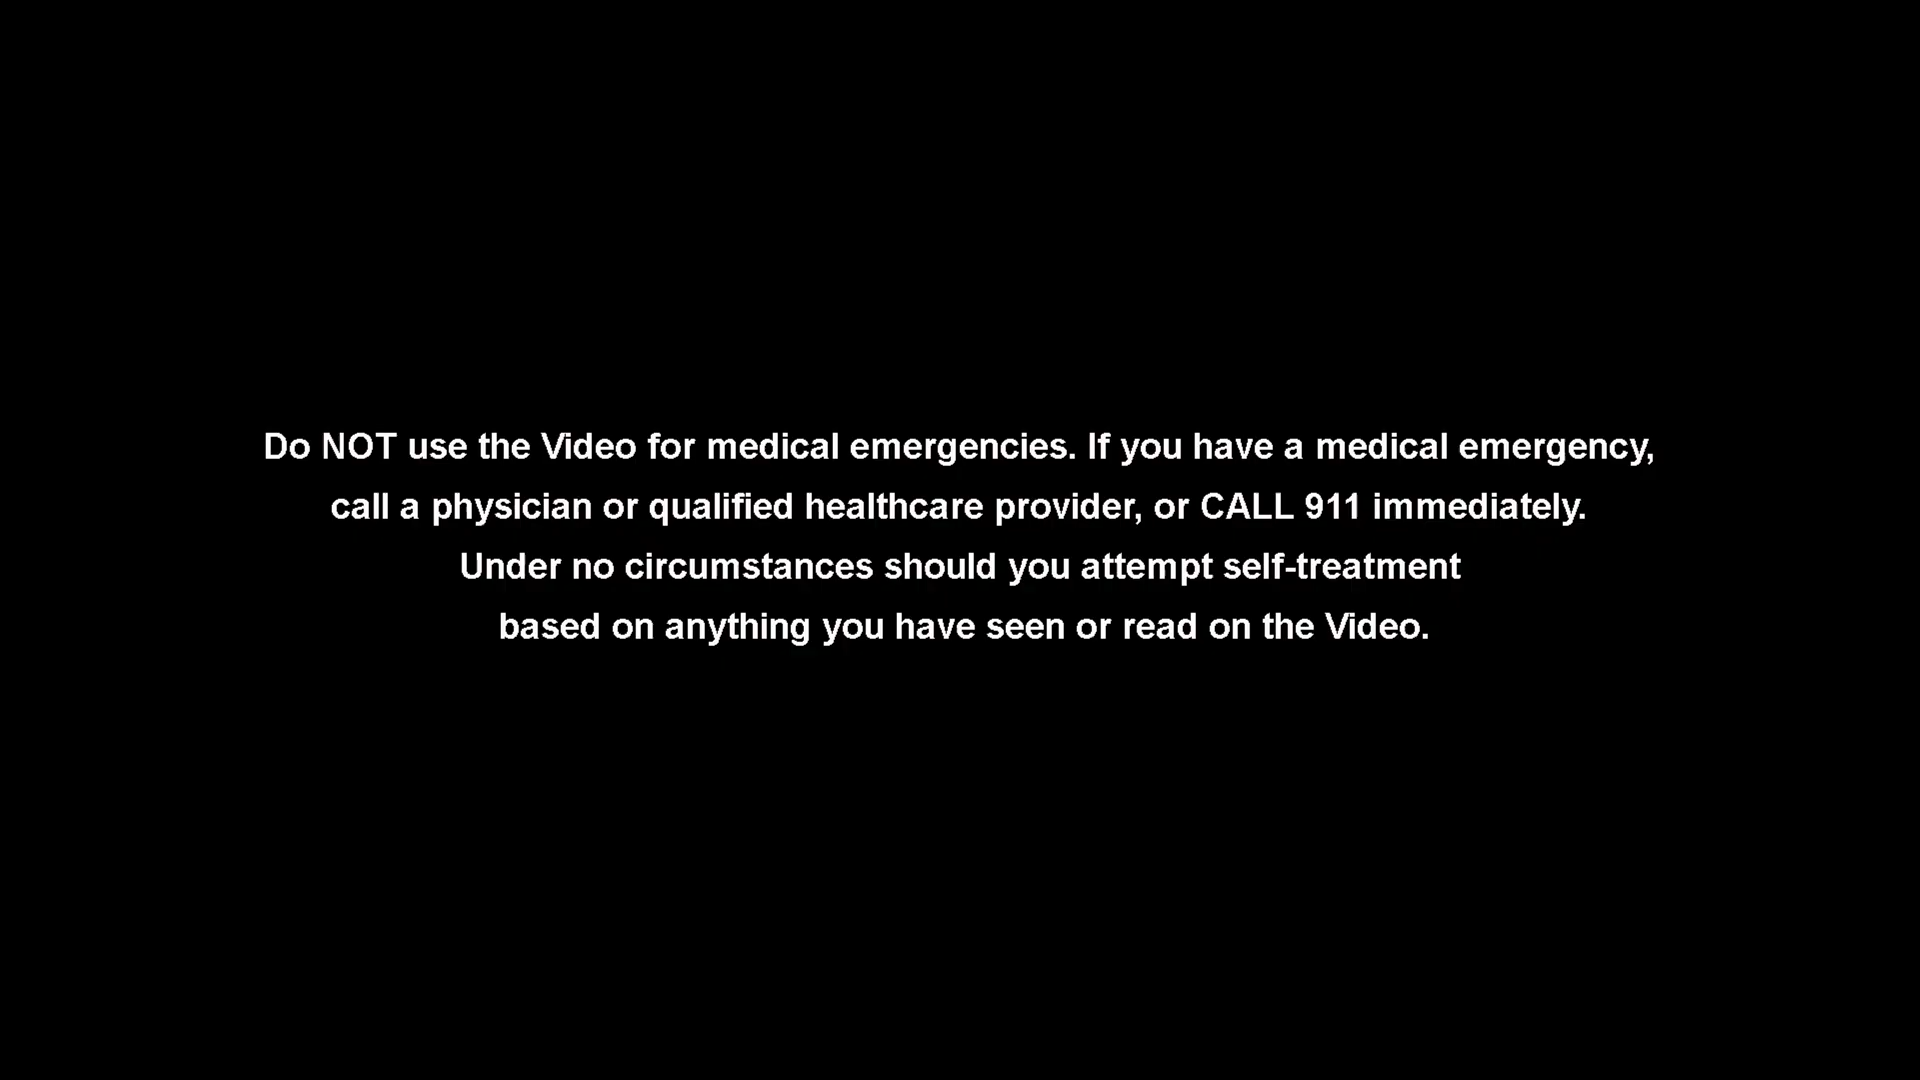 Do NOT use the Video for medical emergencies. If you have a medical emergency,
call a physician or qualified healthcare provider, or CALL 911 immediately.
Under no circumstances should you attempt self-treatment
based on anything you have seen or read on the Video.